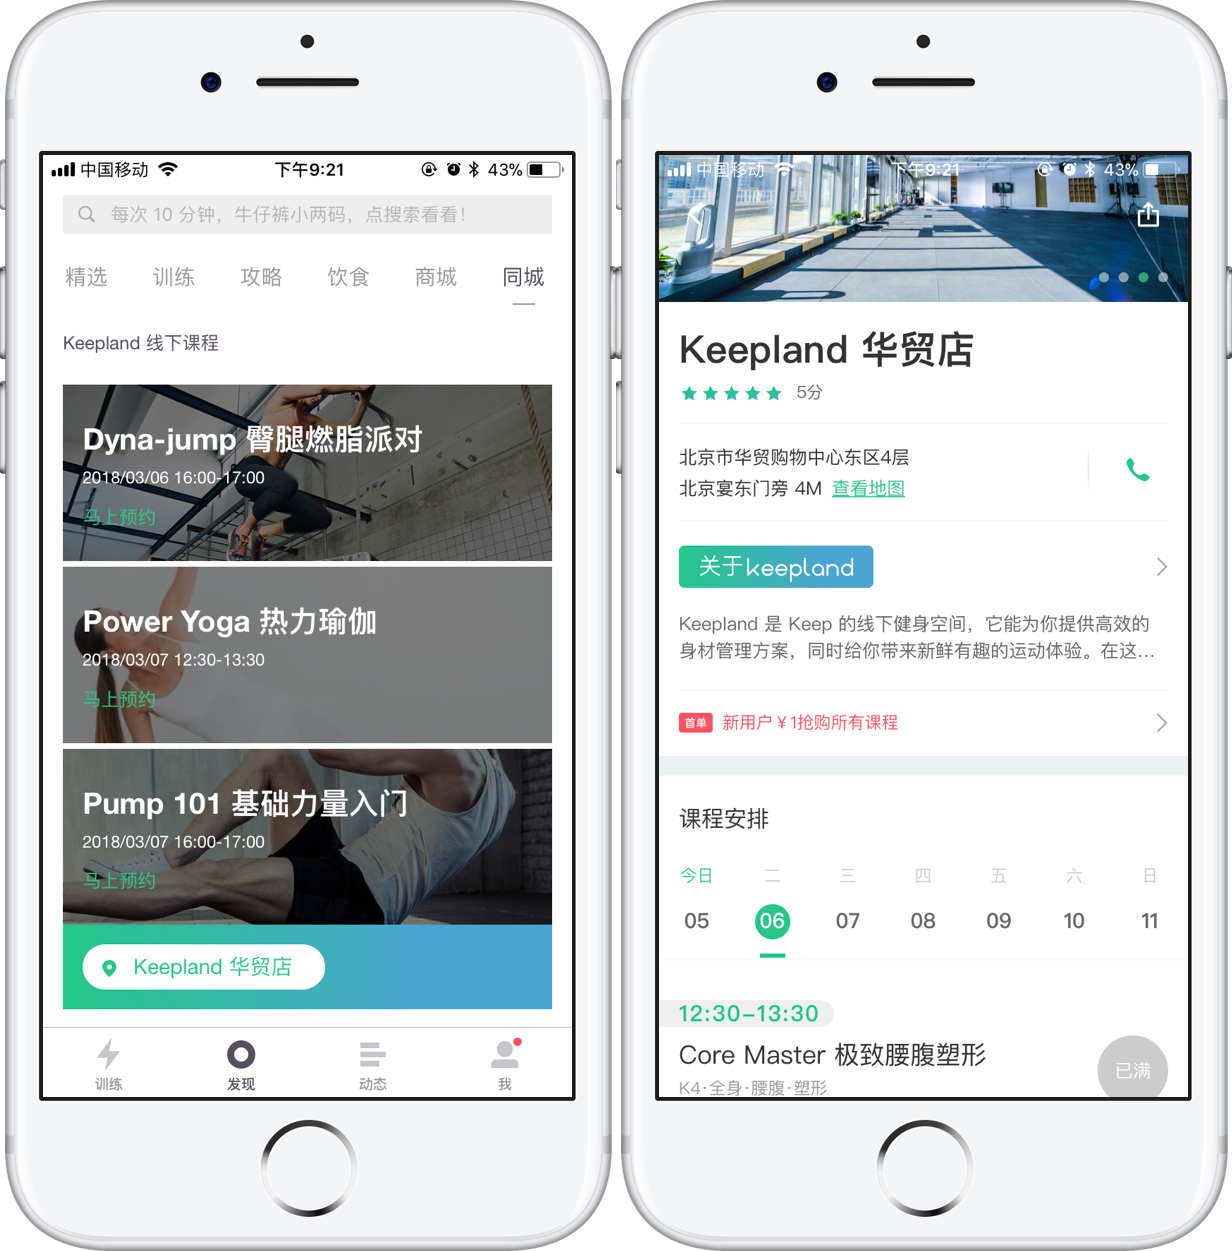 中国移动
下午9:21
43%
每次 10 分钟，牛仔裤小两码，点搜索看看！
精选 训练 攻略 饮食 商城 同城
Keepland 线下课程
Dyna-jump 臀腿燃脂派对
2018/03/06 16:00-17:00
马上预约
Power Yoga 热力瑜伽
2018/03/07 12:30-13:30
马上预约
Pump 101 基础力量入门
2018/03/07 16:00-17:00
马上预约
Keepland 华贸店
训练 发现 动态 我
中国移动
下午9:21
43%
Keepland 华贸店
5分
北京市华贸购物中心东区4层
北京宴东门旁 4M 查看地图
关于keepland
Keepland 是 Keep 的线下健身空间，它能为你提供高效的
身材管理方案，同时给你带来新鲜有趣的运动体验。在这...
首单 新用户￥1抢购所有课程
课程安排
今日 二 三 四 五 六 日
05 06 07 08 09 10 11
12:30-13:30
Core Master 极致腰腹塑形
已满
K4·全身·腰腹·塑形